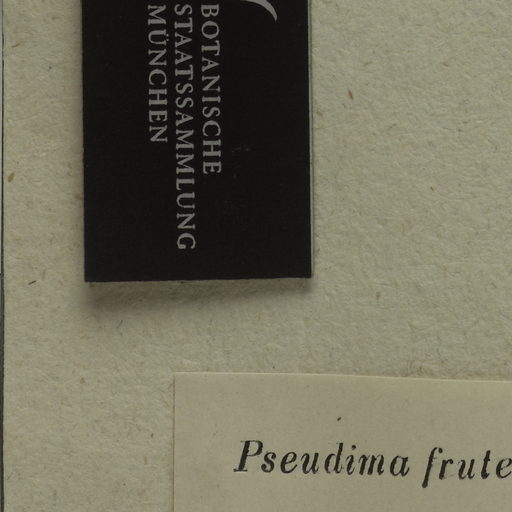 BOTANISCHE
STAATSSAMMLUNG
MÜNCHEN
Pseudima frute